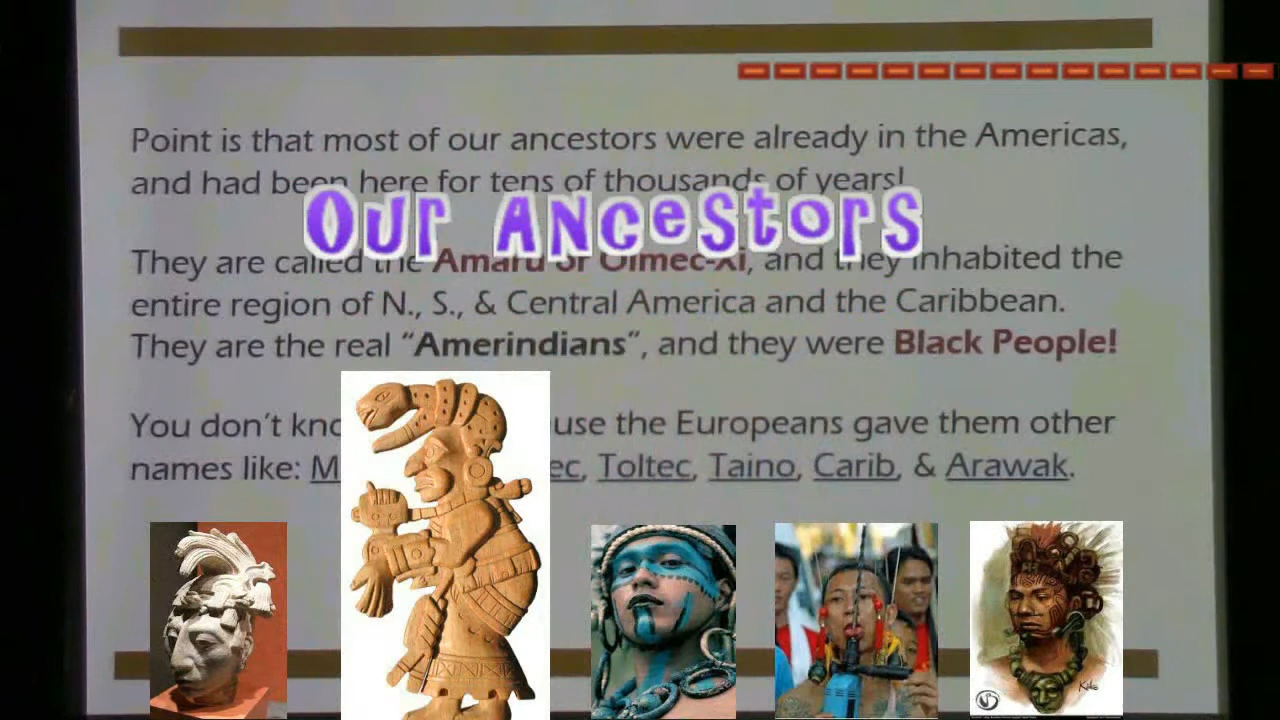 Point is that most of our ancestors were already in the Americas,
and had been here for tens of thousands of years!
Our Ancestors
They are called the Amaru or Olmec-Xi, and they inhabited the
entire region of N., S., & Central America and the Caribbean.
They are the real "Amerindians", and they were Black People!
You don't kno use the Europeans gave them other
names like: M ec, Toltec, Taino, Carib, & Arawak.